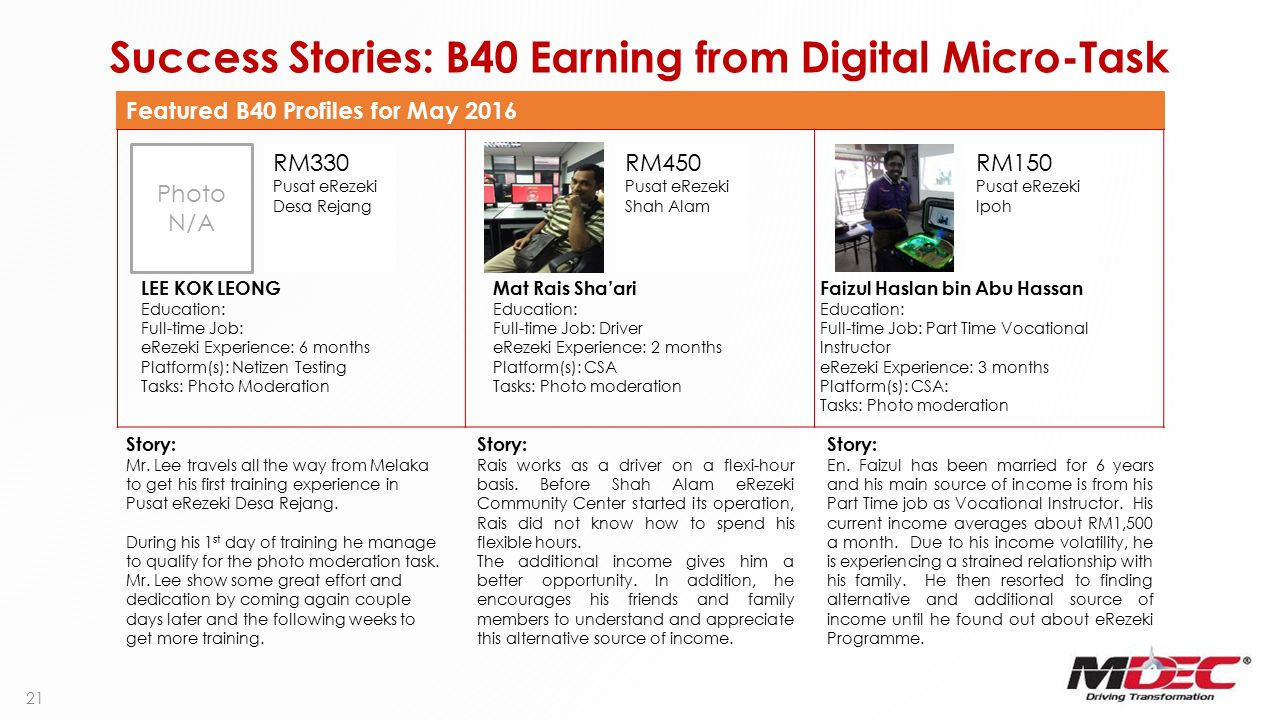 Success Stories: B40 Earning from Digital Micro-Task
Featured B40 Profiles for May 2016
Photo
N/A
RM330
Pusat eRezeki
Desa Rejang
LEE KOK LEONG
Education:
Full-time Job:
eRezeki Experience: 6 months
Platform(s): Netizen Testing
Tasks: Photo Moderation
RM450
Pusat eRezeki
Shah Alam
Mat Rais Sha'ari
Education:
Full-time Job: Driver
eRezeki Experience: 2 months
Platform(s): CSA
Tasks: Photo moderation
RM150
Pusat eRezeki
Ipoh
Faizul Haslan bin Abu Hassan
Education:
Full-time Job: Part Time Vocational
Instructor
eRezeki Experience: 3 months
Platform(s): CSA:
Tasks: Photo moderation
Story:
Mr. Lee travels all the way from Melaka
to get his first training experience in
Pusat eRezeki Desa Rejang.
During his 1st day of training he manage
to qualify for the photo moderation task.
Mr. Lee show some great effort and
dedication by coming again couple
days later and the following weeks to
get more training.
Story:
Rais works as a driver on a flexi-hour
basis. Before Shah Alam eRezeki
Community Center started its operation,
Rais did not know how to spend his
flexible hours.
The additional income gives him a
better opportunity. In addition, he
encourages his friends and family
members to understand and appreciate
this alternative source of income.
Story:
En. Faizul has been married for 6 years
and his main source of income is from his
Part Time job as Vocational Instructor. His
current income averages about RM1,500
a month. Due to his income volatility, he
is experiencing a strained relationship with
his family. He then resorted to finding
alternative and additional source of
income until he found out about eRezeki
Programme.
MDEC®
Driving Transformation
21